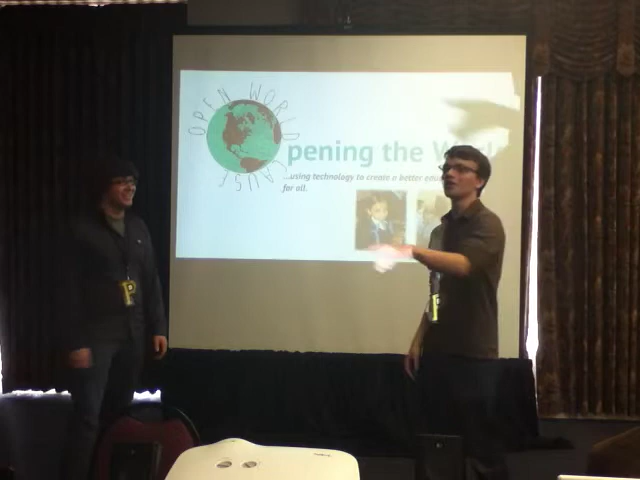 OPEN WORLD
CAUSE
pening the W
...using technology to create a better edu
for all.
P
P